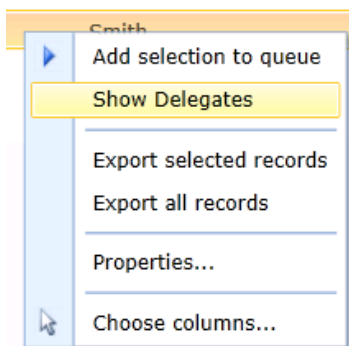 Smith
Add selection to queue
Show Delegates
Export selected records
Export all records
Properties...
Choose columns...